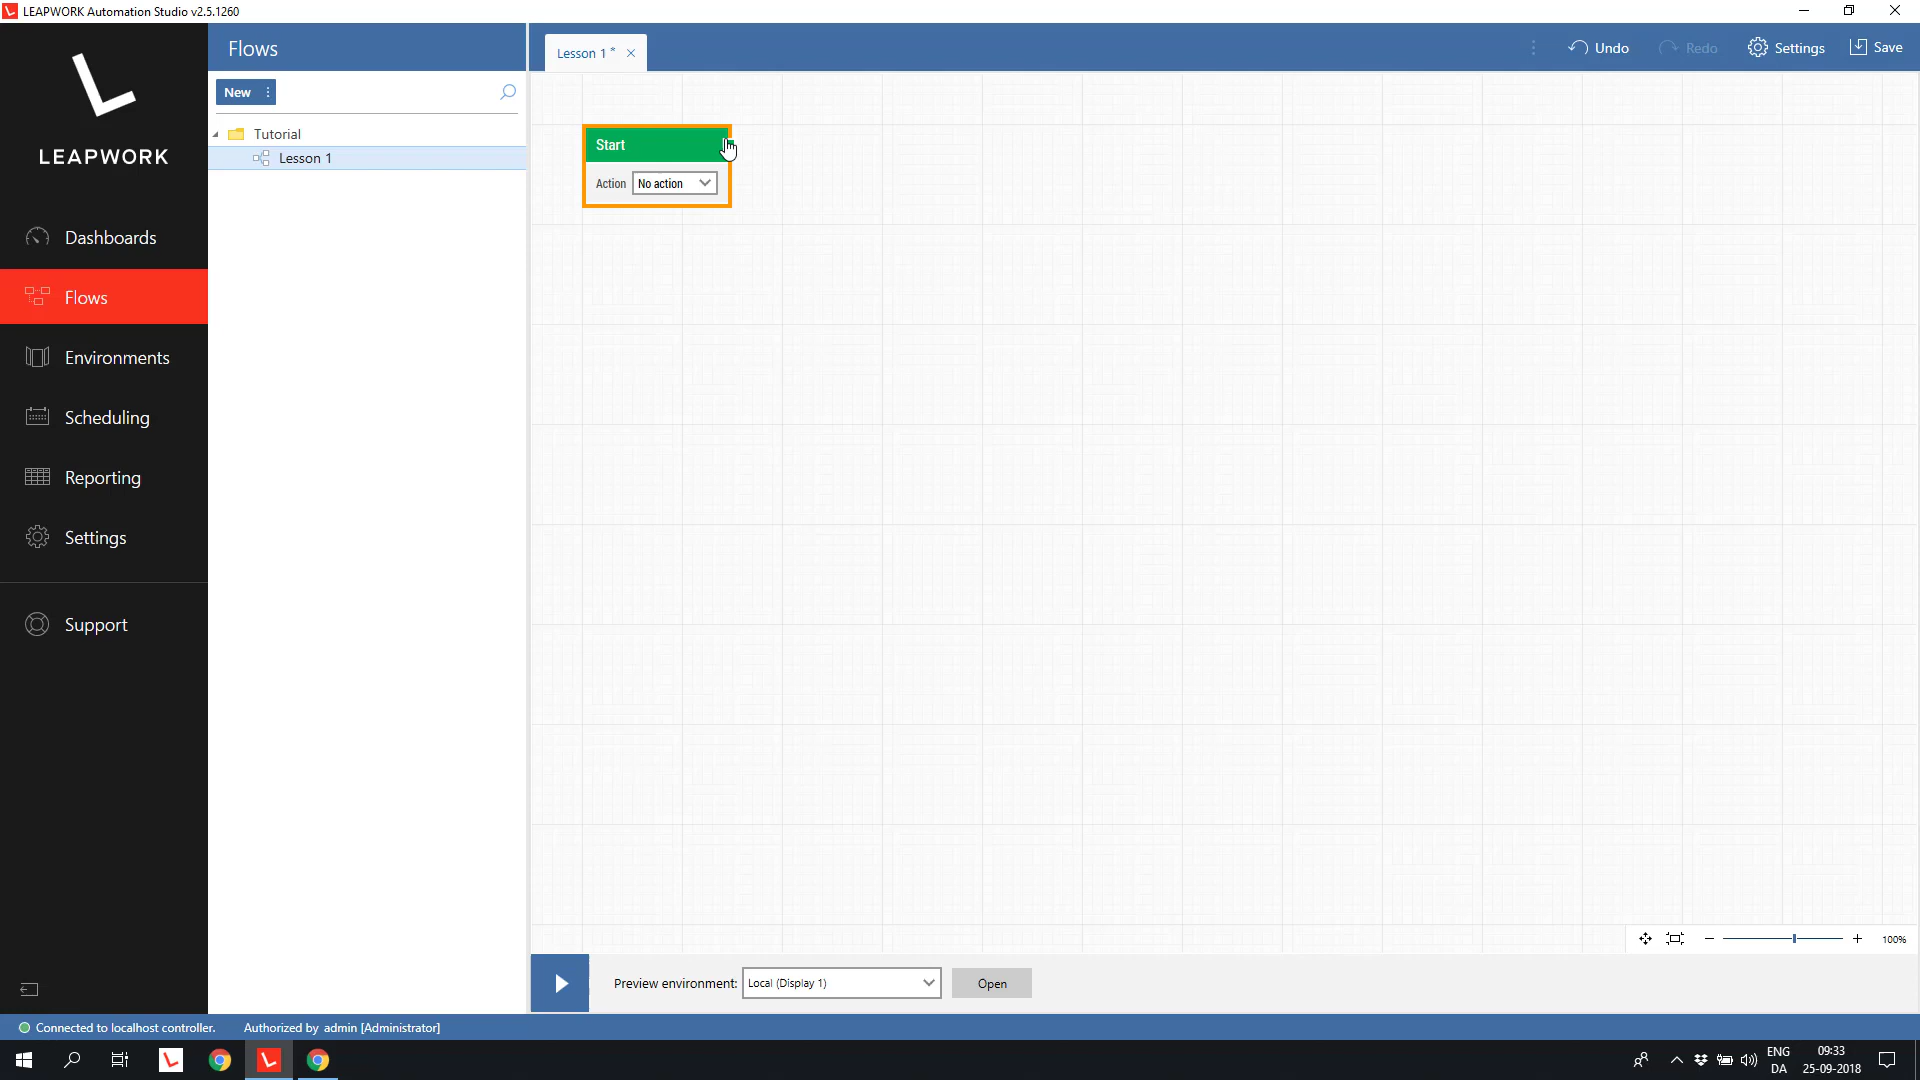 LEAPWORK Automation Studio v2.5.1260
LEAPWORK
Dashboards
Flows
Environments
Scheduling
Reporting
Settings
Support
Flows
New
Tutorial
Lesson 1
Lesson 1 *
Undo
Redo
Settings
Save
Start
Action
No action
100%
Preview environment:
Local (Display 1)
Open
Connected to localhost controller.
Authorized by admin [Administrator]
ENG
DA
09:33
25-09-2018